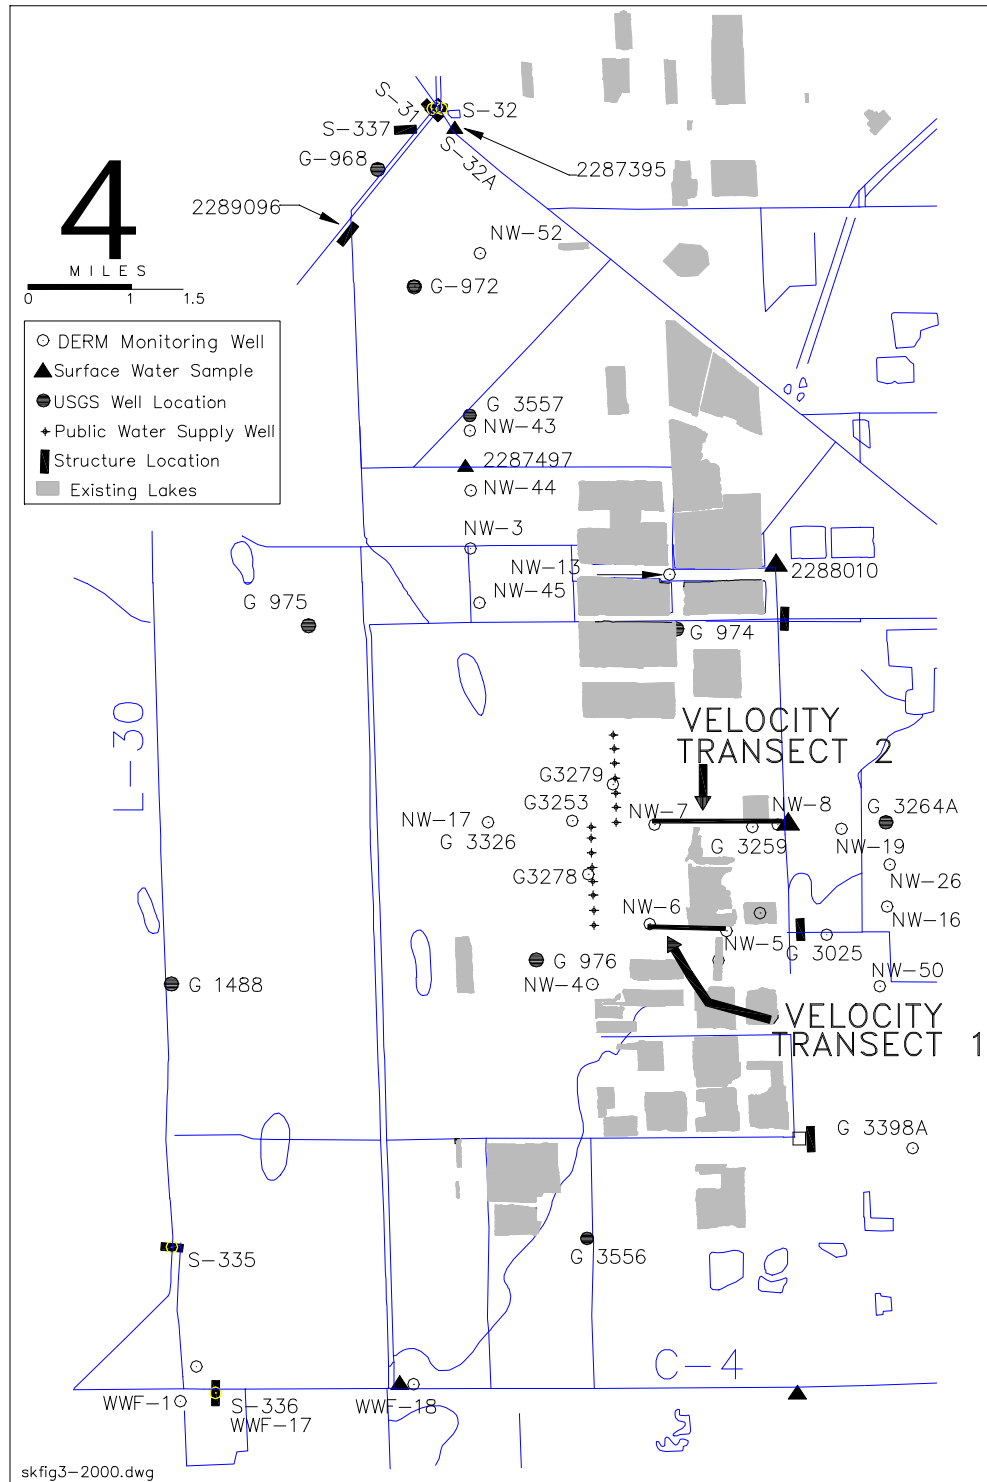 S-31
S-32
S-337
S-32A
G-968
2287395
2289096
4
MILES
0 1 1.5
NW-52
G-972
DERM Monitoring Well
Surface Water Sample
USGS Well Location
Public Water Supply Well
Structure Location
Existing Lakes
G 3557
NW-43
2287497
NW-44
NW-3
NW-13
2288010
NW-45
G 975
G 974
L-30
VELOCITY
TRANSECT 2
G3279
G3253
NW-17
G 3326
NW-7
NW-8
G 3259
G 3264A
NW-19
G3278
NW-26
NW-6
NW-16
NW-5
G 3025
G 976
NW-4
NW-50
G 1488
VELOCITY
TRANSECT 1
G 3398A
G 3556
S-335
C-4
WWF-1
S-336
WWF-17
WWF-18
skfig3-2000.dwg